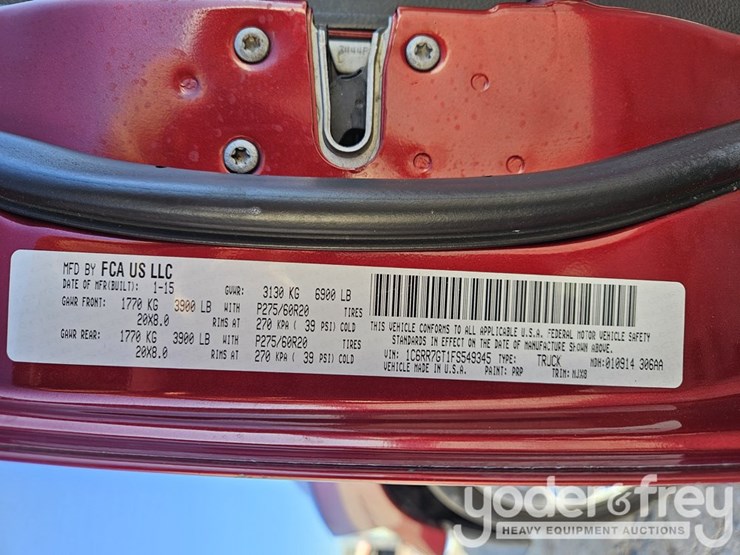 MFD BY FCA US LLC
DATE OF MFR(BUILT): 1-15 GVWR: 3130 KG 6900 LB
GAWR FRONT: 1770 KG 3900 LB WITH P275/60R20 TIRES
20X8.0 RIMS AT 270 KPA ( 39 PSI) COLD
GAWR REAR: 1770 KG 3900 LB WITH P275/60R20 TIRES
20X8.0 RIMS AT 270 KPA ( 39 PSI) COLD
THIS VEHICLE CONFORMS TO ALL APPLICABLE U.S.A. FEDERAL MOTOR VEHICLE SAFETY
STANDARDS IN EFFECT ON THE DATE OF MANUFACTURE SHOWN ABOVE.
VIN: 1C6RR7GT1FS549345 TYPE: TRUCK MDH:010914 306AA
VEHICLE MADE IN U.S.A. PAINT: PRP TRIM: MJX8
yoder&frey
HEAVY EQUIPMENT AUCTIONS